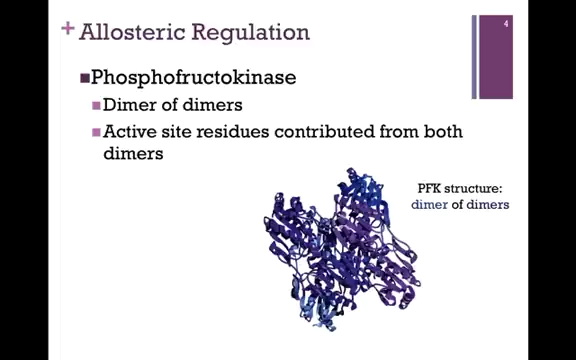 + Allosteric Regulation
4
Phosphofructokinase
Dimer of dimers
Active site residues contributed from both
dimers
PFK structure:
dimer of dimers